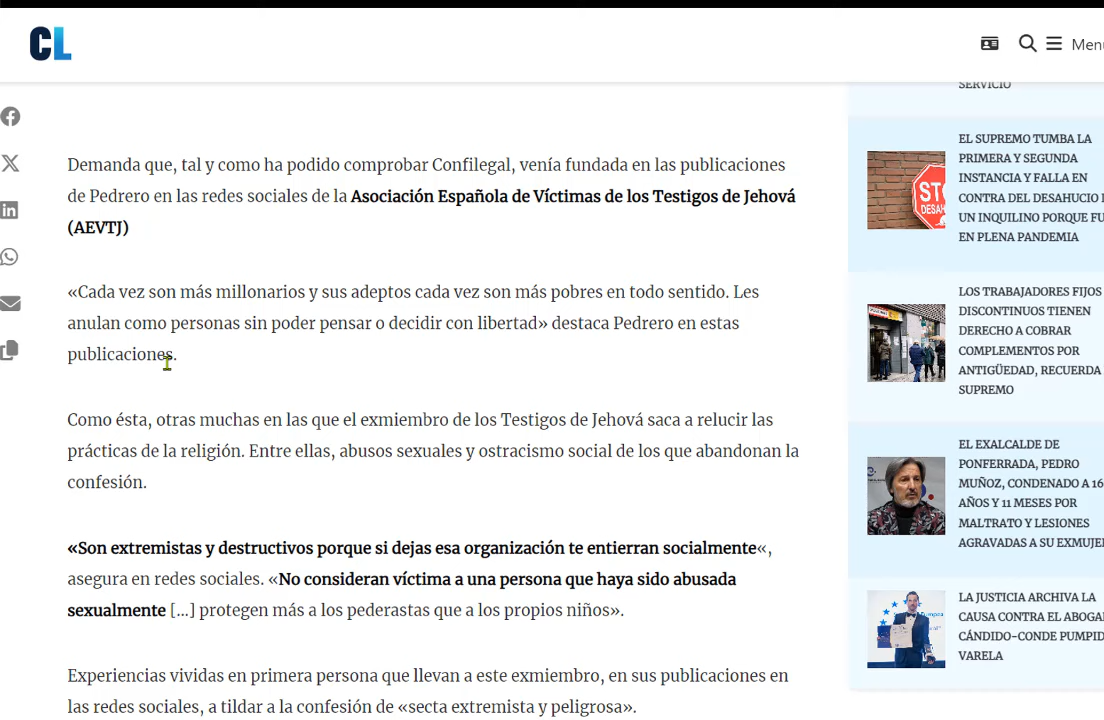 CL
Menú
Demanda que, tal y como ha podido comprobar Confilegal, venía fundada en las publicaciones
de Pedrero en las redes sociales de la Asociación Española de Víctimas de los Testigos de Jehová
(AEVTJ)
«Cada vez son más millonarios y sus adeptos cada vez son más pobres en todo sentido. Les
anulan como personas sin poder pensar o decidir con libertad» destaca Pedrero en estas
publicaciones.
Como ésta, otras muchas en las que el exmiembro de los Testigos de Jehová saca a relucir las
prácticas de la religión. Entre ellas, abusos sexuales y ostracismo social de los que abandonan la
confesión.
«Son extremistas y destructivos porque si dejas esa organización te entierran socialmente«,
asegura en redes sociales. «No consideran víctima a una persona que haya sido abusada
sexualmente [...] protegen más a los pederastas que a los propios niños».
Experiencias vividas en primera persona que llevan a este exmiembro, en sus publicaciones en
las redes sociales, a tildar a la confesión de «secta extremista y peligrosa».
SERVICIO
EL SUPREMO TUMBA LA
PRIMERA Y SEGUNDA
INSTANCIA Y FALLA EN
CONTRA DEL DESAHUCIO
UN INQUILINO PORQUE
EN PLENA PANDEMIA
LOS TRABAJADORES FIJOS
DISCONTINUOS TIENEN
DERECHO A COBRAR
COMPLEMENTOS POR
ANTIGÜEDAD, RECUERDA
SUPREMO
EL EXALCALDE DE
PONFERRADA, PEDRO
MUÑOZ, CONDENADO A 16
AÑOS Y 11 MESES POR
MALTRATO Y LESIONES
AGRAVADAS A SU
LA JUSTICIA ARCHIVA LA
CAUSA CONTRA EL
CÁNDIDO-CONDE
VARELA